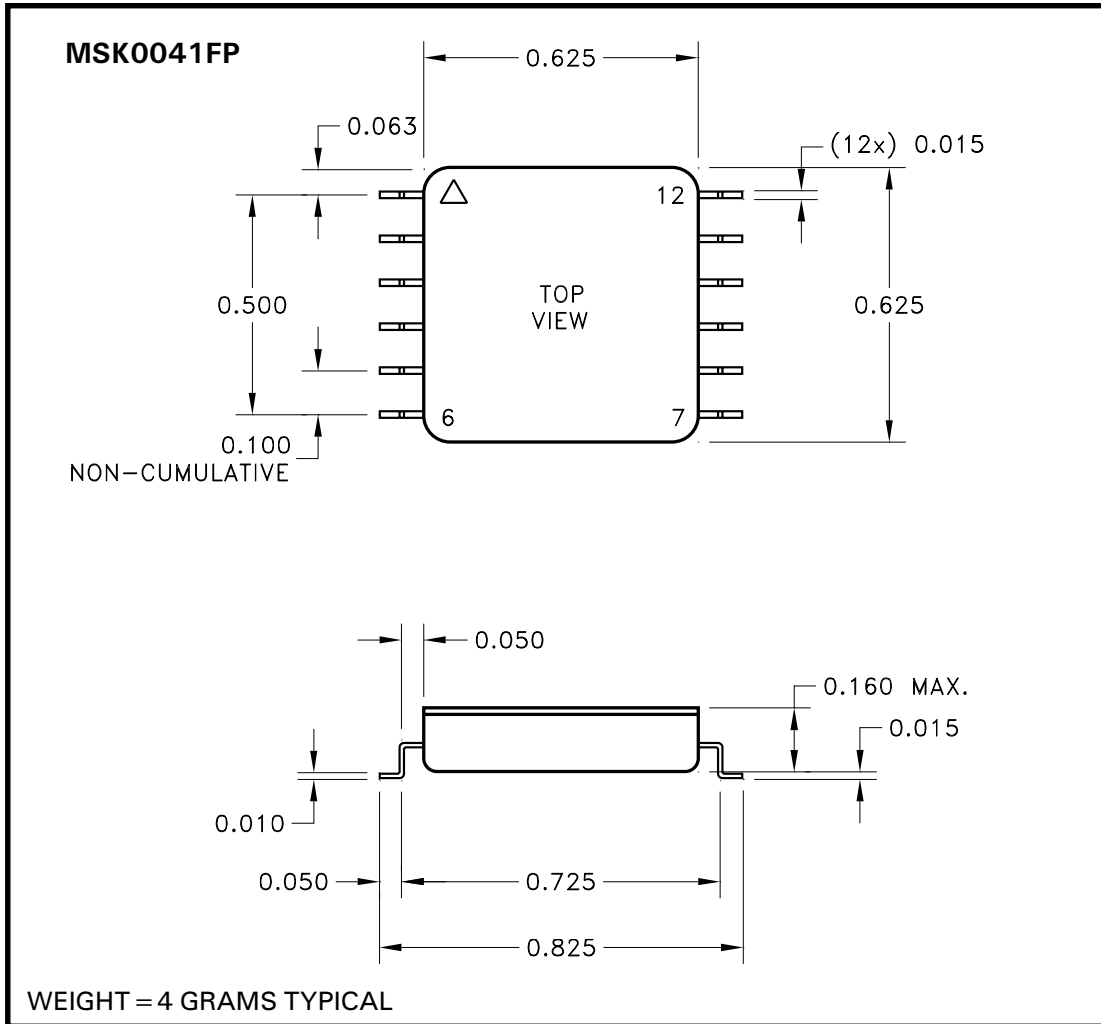 MSK0041FP
0.625
0.063
(12x) 0.015
12
0.500
TOP
VIEW
0.625
6
7
0.100
NON-CUMULATIVE
0.050
0.160 MAX.
0.015
0.010
0.050
0.725
0.825
WEIGHT = 4 GRAMS TYPICAL